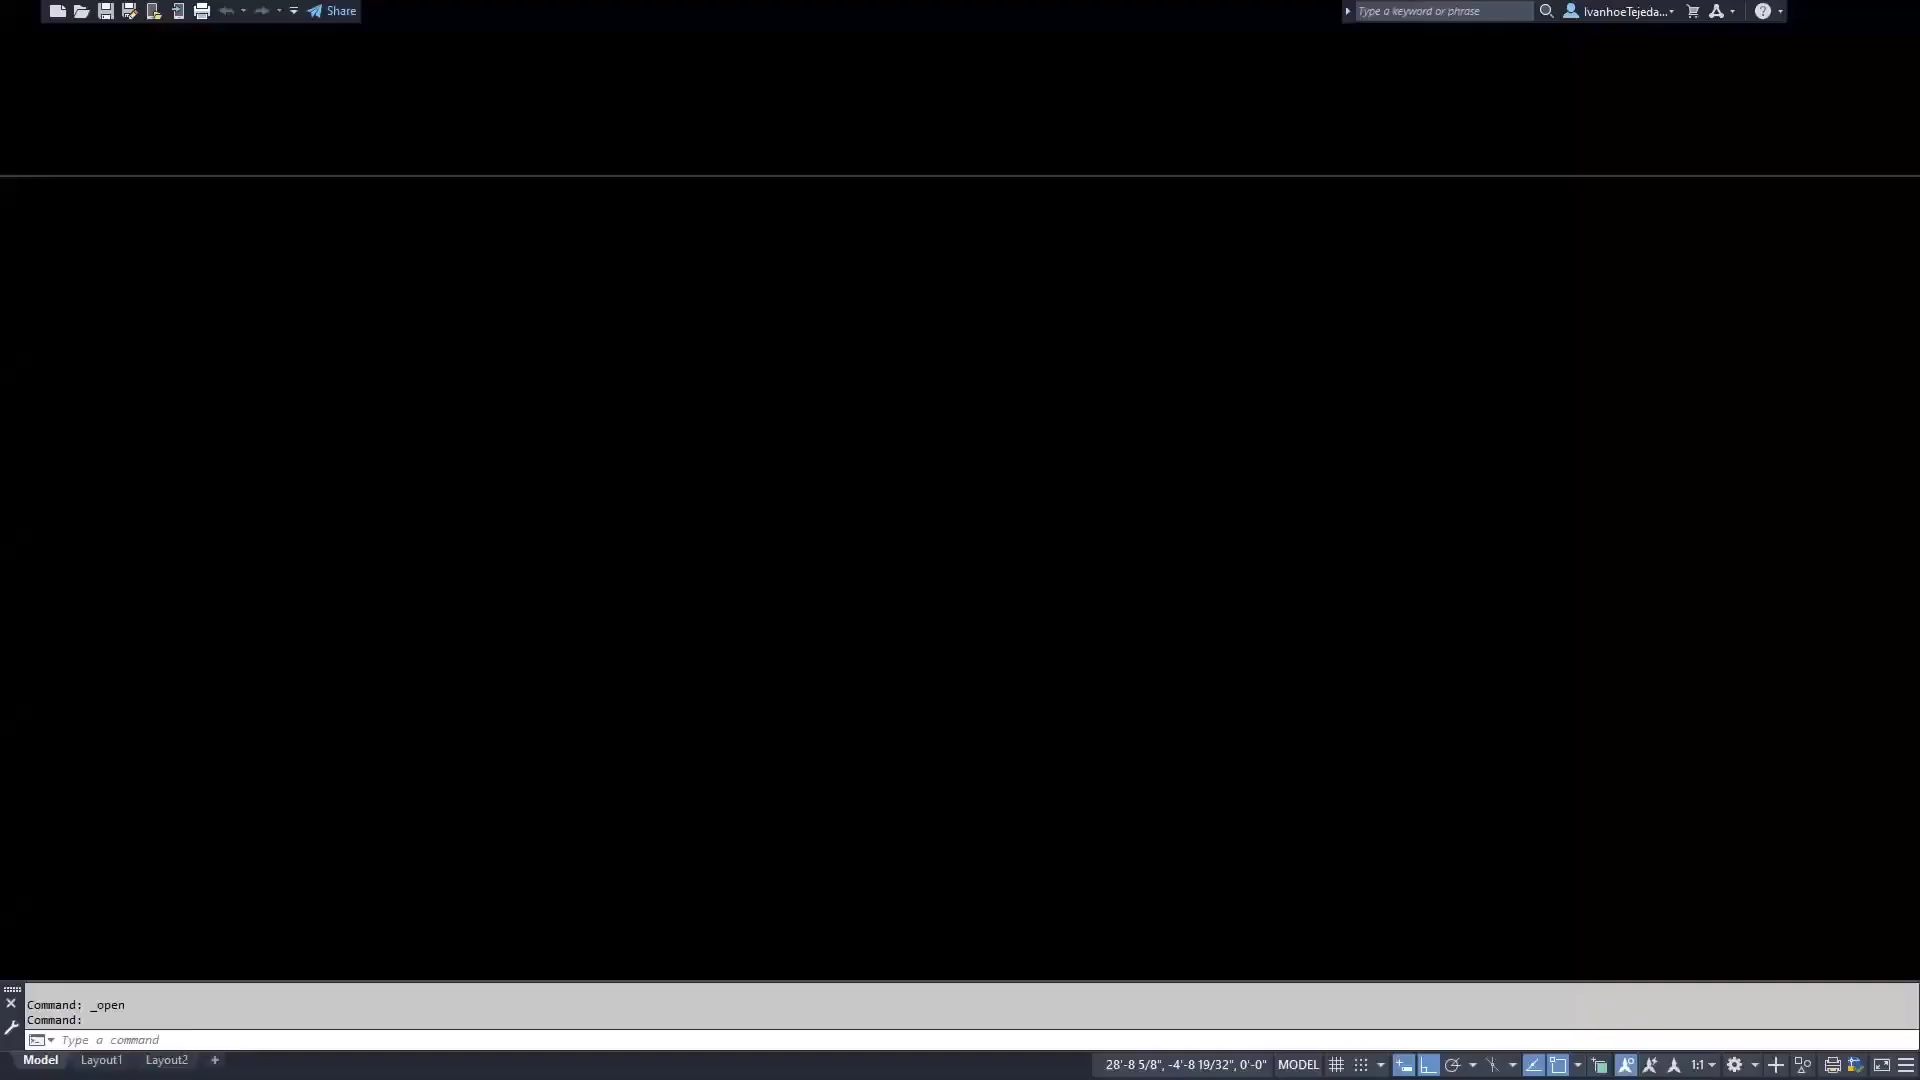 Share
Type a keyword or phrase
IvanhoeTejeda...
Command: _open
Command:
Type a command
Model
Layout1
Layout2
+
28'-8 5/8", -4'-8 19/32", 0'-0"
MODEL
1:1